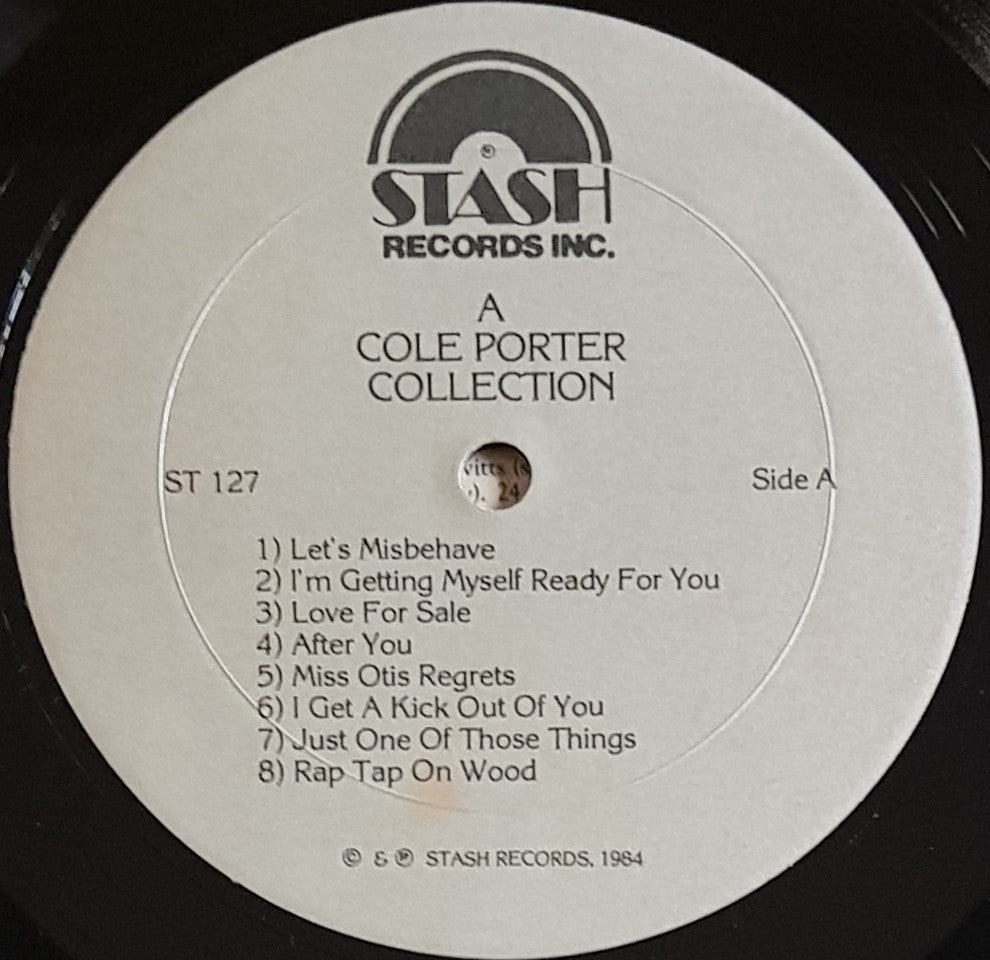 STASH
RECORDS INC.
A
COLE PORTER
COLLECTION
ST 127
vitts (s
). 24
Side A
1) Let's Misbehave
2) I'm Getting Myself Ready For You
3) Love For Sale
4) After You
5) Miss Otis Regrets
6) I Get A Kick Out Of You
7) Just One Of Those Things
8) Rap Tap On Wood
© & ℗ STASH RECORDS, 1984